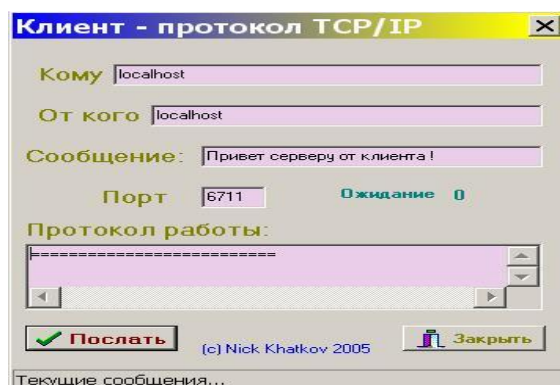 Клиент - протокол TCP/IP
Кому localhost
От кого localhost
Сообщение: Привет серверу от клиента !
Порт 6711 Ожидание 0
Протокол работы:
===========================
Послать (c) Nick Khatkov 2005 Закрыть
Текущие сообщения...